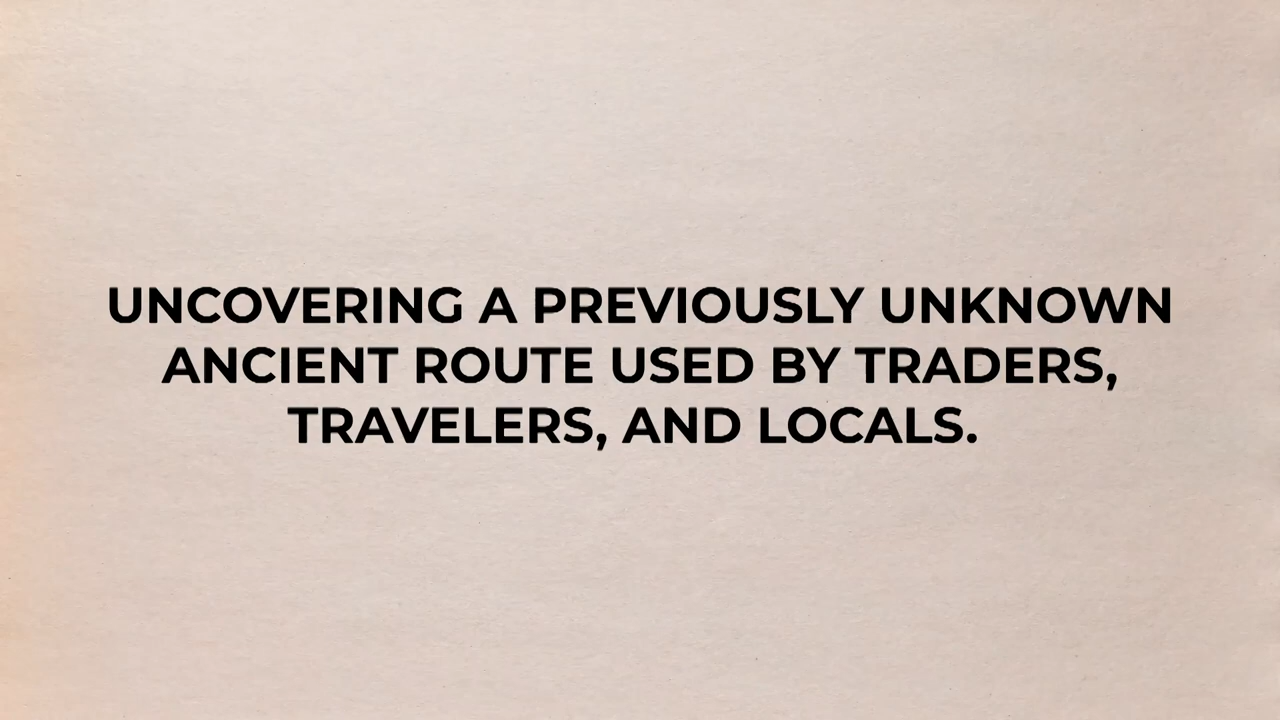 UNCOVERING A PREVIOUSLY UNKNOWN
ANCIENT ROUTE USED BY TRADERS,
TRAVELERS, AND LOCALS.